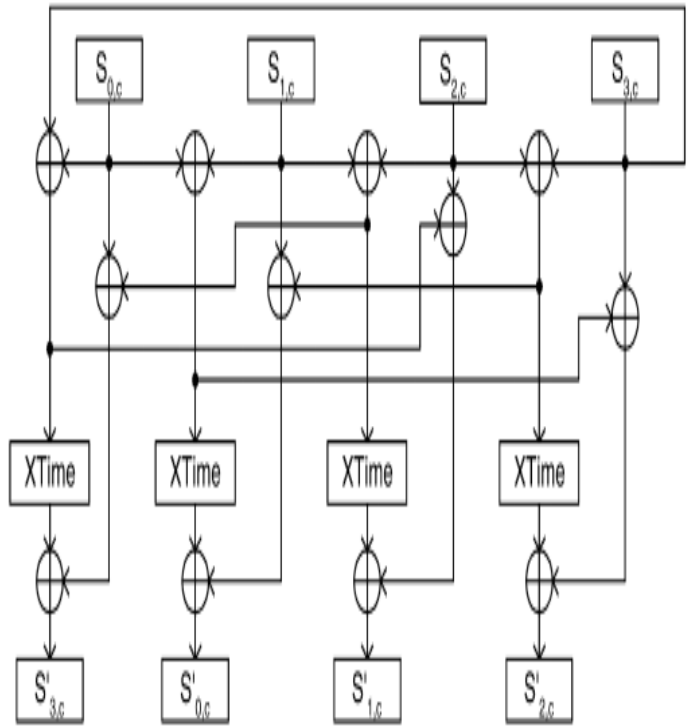 S0,c
S1,c
S2,c
S3,c
XTime
XTime
XTime
XTime
S'3,c
S'0,c
S'1,c
S'2,c